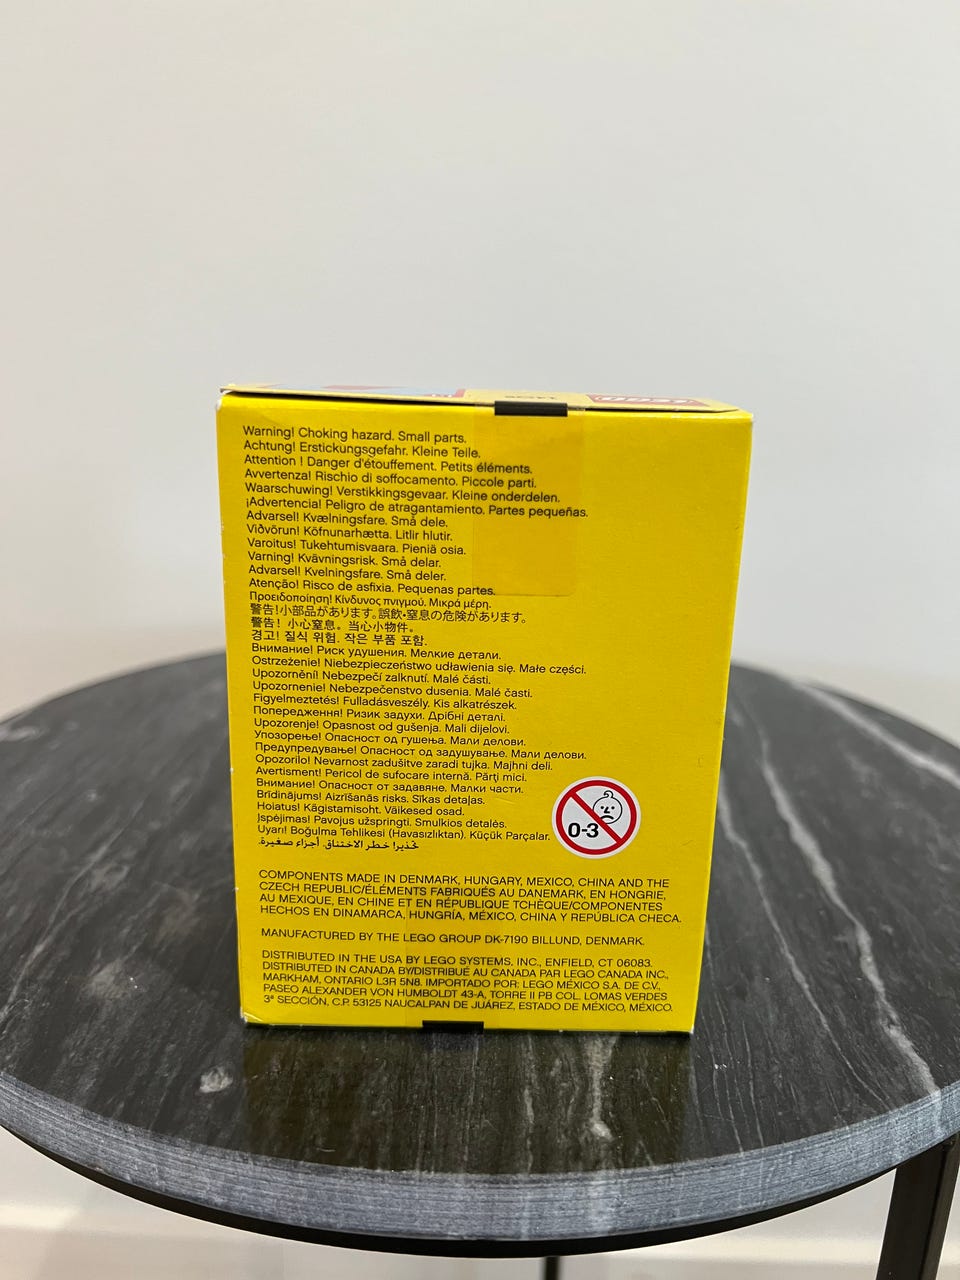 Warning! Choking hazard. Small parts.
Achtung! Erstickungsgefahr. Kleine Teile.
Attention ! Danger d'étouffement. Petits éléments.
Avvertenza! Rischio di soffocamento. Piccole parti.
Waarschuwing! Verstikkingsgevaar. Kleine onderdelen.
¡Advertencia! Peligro de atragantamiento. Partes pequeñas.
Advarsel! Kvælningsfare. Små dele.
Viðvörun! Köfnunarhætta. Litlir hlutir.
Varoitus! Tukehtumisvaara. Pieniä osia.
Varning! Kvävningsrisk. Små delar.
Advarsel! Kvelningsfare. Små deler.
Atenção! Risco de asfixia. Pequenas partes.
Προειδοποίηση! Κίνδυνος πνιγμού. Μικρά μέρη.
警告!小部品があります。誤飲・窒息の危険があります。
警告! 小心窒息。当心小物件。
경고! 질식 위험. 작은 부품 포함.
Внимание! Риск удушения. Мелкие детали.
Ostrzeżenie! Niebezpieczeństwo udławienia się. Małe części.
Upozornění! Nebezpečí zalknutí. Malé části.
Upozornenie! Nebezpečenstvo dusenia. Malé časti.
Figyelmeztetés! Fulladásveszély. Kis alkatrészek.
Попередження! Ризик задухи. Дрібні деталі.
Upozorenje! Opasnost od gušenja. Mali dijelovi.
Упозорење! Опасност од гушења. Мали делови.
Предупредување! Опасност од задушување. Мали делови.
Opozorilo! Nevarnost zadušitve zaradi tujka. Majhni deli.
Avertisment! Pericol de sufocare internă. Părţi mici.
Внимание! Опасност от задавяне. Малки части.
Brīdinājums! Aizrīšanās risks. Sīkas detaļas.
Hoiatus! Kägistamisoht. Väikesed osad.
Įspėjimas! Pavojus užspringti. Smulkios detalės.
Uyarı! Boğulma Tehlikesi (Havasızlıktan). Küçük Parçalar.
تحذير! خطر الاختناق. أجزاء صغيرة.
0-3
COMPONENTS MADE IN DENMARK, HUNGARY, MEXICO, CHINA AND THE
CZECH REPUBLIC/ÉLÉMENTS FABRIQUÉS AU DANEMARK, EN HONGRIE,
AU MEXIQUE, EN CHINE ET EN RÉPUBLIQUE TCHÈQUE/COMPONENTES
HECHOS EN DINAMARCA, HUNGRÍA, MÉXICO, CHINA Y REPÚBLICA CHECA.
MANUFACTURED BY THE LEGO GROUP DK-7190 BILLUND, DENMARK.
DISTRIBUTED IN THE USA BY LEGO SYSTEMS, INC., ENFIELD, CT 06083.
DISTRIBUTED IN CANADA BY/DISTRIBUÉ AU CANADA PAR LEGO CANADA INC.,
MARKHAM, ONTARIO L3R 5N8. IMPORTADO POR: LEGO MÉXICO S.A. DE C.V.,
PASEO ALEXANDER VON HUMBOLDT 43-A, TORRE II PB COL. LOMAS VERDES
3ª SECCIÓN, C.P. 53125 NAUCALPAN DE JUÁREZ, ESTADO DE MÉXICO, MÉXICO.